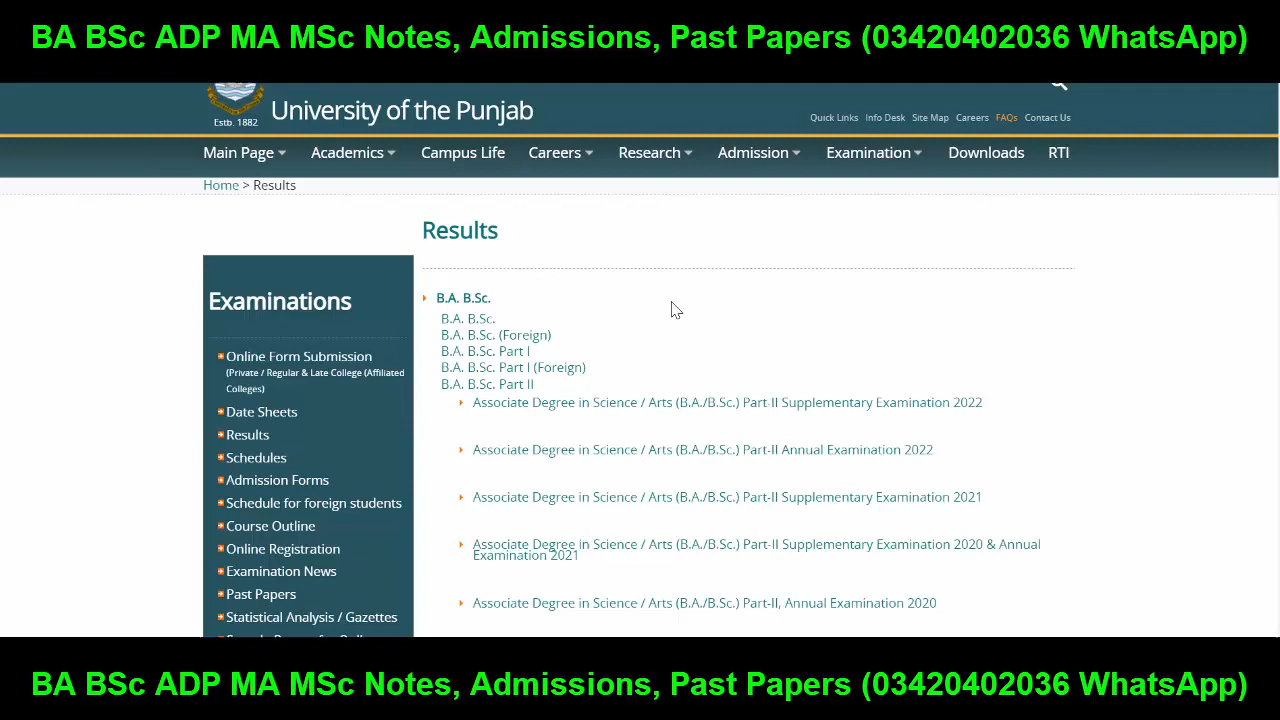 BA BSc ADP MA MSc Notes, Admissions, Past Papers (03420402036 WhatsApp)
Estb. 1882
University of the Punjab
Quick Links Info Desk Site Map Careers FAQs Contact Us
Main Page Academics Campus Life Careers Research Admission Examination Downloads RTI
Home > Results
Results
Examinations
Online Form Submission
(Private / Regular & Late College (Affiliated
Colleges)
Date Sheets
Results
Schedules
Admission Forms
Schedule for foreign students
Course Outline
Online Registration
Examination News
Past Papers
Statistical Analysis / Gazettes
B.A. B.Sc.
B.A. B.Sc.
B.A. B.Sc. (Foreign)
B.A. B.Sc. Part I
B.A. B.Sc. Part I (Foreign)
B.A. B.Sc. Part II
Associate Degree in Science / Arts (B.A./B.Sc.) Part-II Supplementary Examination 2022
Associate Degree in Science / Arts (B.A./B.Sc.) Part-II Annual Examination 2022
Associate Degree in Science / Arts (B.A./B.Sc.) Part-II Supplementary Examination 2021
Associate Degree in Science / Arts (B.A./B.Sc.) Part-II Supplementary Examination 2020 & Annual
Examination 2021
Associate Degree in Science / Arts (B.A./B.Sc.) Part-II, Annual Examination 2020
BA BSc ADP MA MSc Notes, Admissions, Past Papers (03420402036 WhatsApp)